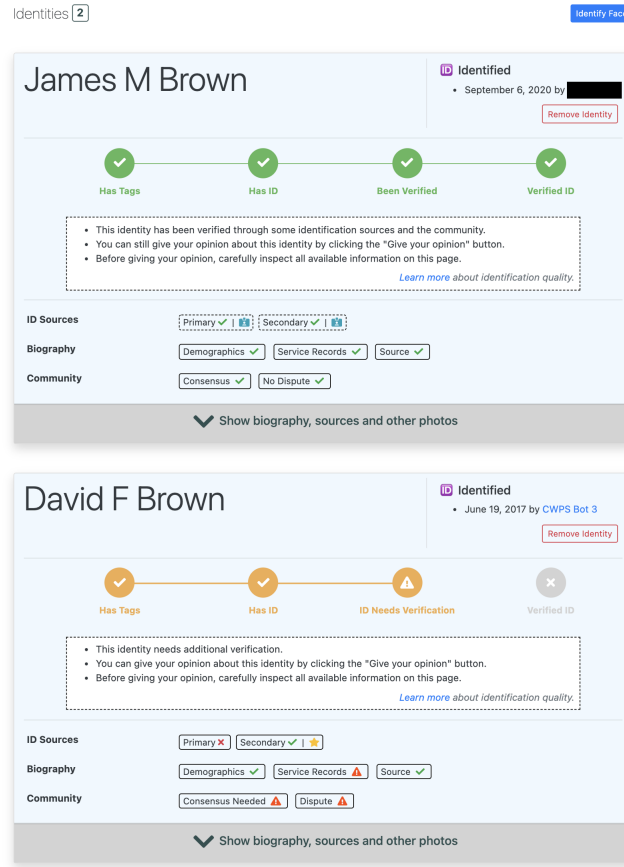 Identities 2
Identify Fac
James M Brown
ID Identified
• September 6, 2020 by
Remove Identity
Has Tags
Has ID
Been Verified
Verified ID
• This identity has been verified through some identification sources and the community.
• You can still give your opinion about this identity by clicking the "Give your opinion" button.
• Before giving your opinion, carefully inspect all available information on this page.
Learn more about identification quality.
ID Sources Primary | Secondary |
Biography Demographics Service Records Source
Community Consensus No Dispute
Show biography, sources and other photos
David F Brown
ID Identified
• June 19, 2017 by CWPS Bot 3
Remove Identity
Has Tags
Has ID
ID Needs Verification
Verified ID
• This identity needs additional verification.
• You can give your opinion about this identity by clicking the "Give your opinion" button.
• Before giving your opinion, carefully inspect all available information on this page.
Learn more about identification quality.
ID Sources Primary Secondary |
Biography Demographics Service Records Source
Community Consensus Needed Dispute
Show biography, sources and other photos